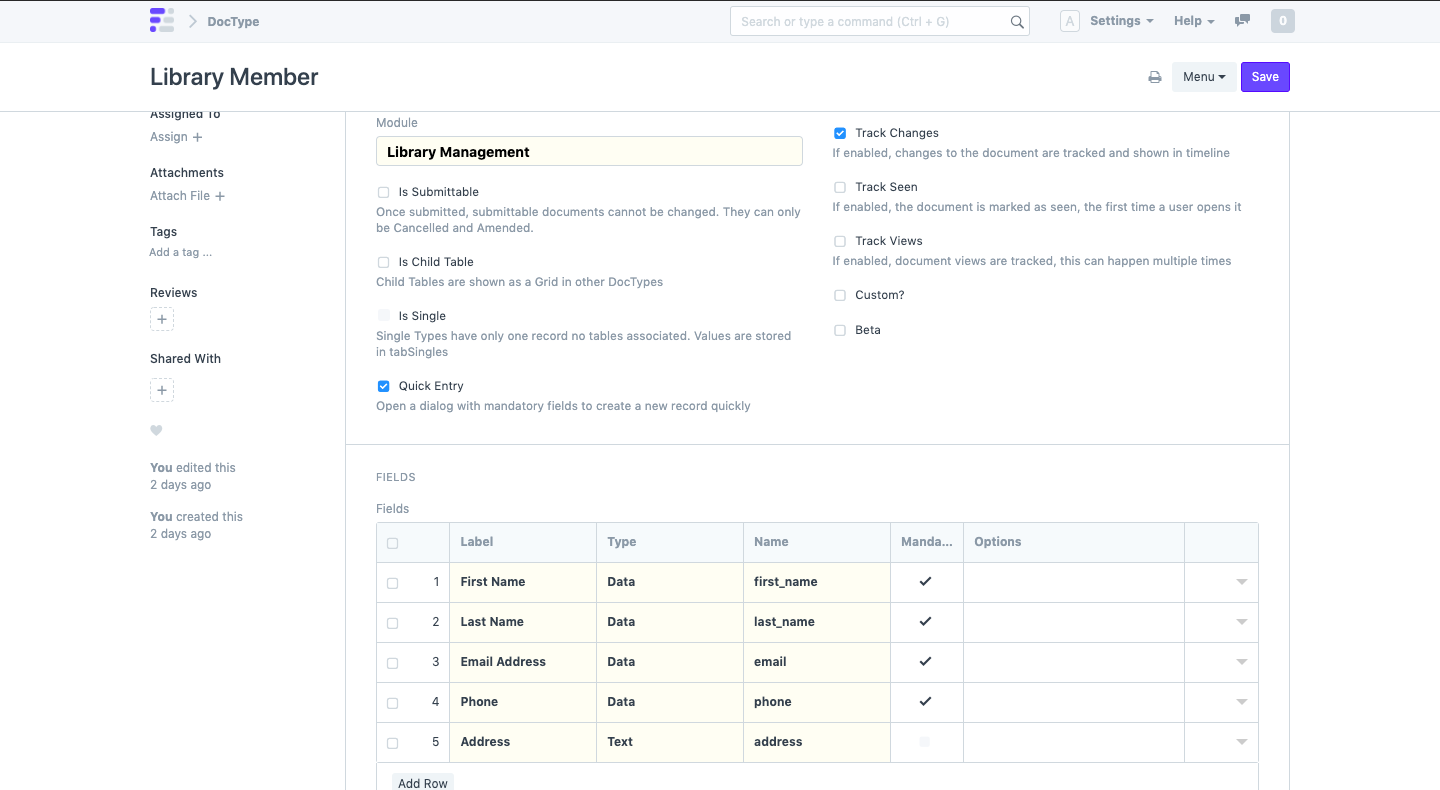 DocType
Search or type a command (Ctrl + G)
A
Settings
Help
0
Library Member
Menu
Save
Assigned To
Assign +
Attachments
Attach File +
Tags
Add a tag ...
Reviews
+
Shared With
+
You edited this
2 days ago
You created this
2 days ago
Module
Library Management
Is Submittable
Once submitted, submittable documents cannot be changed. They can only
be Cancelled and Amended.
Is Child Table
Child Tables are shown as a Grid in other DocTypes
Is Single
Single Types have only one record no tables associated. Values are stored
in tabSingles
Quick Entry
Open a dialog with mandatory fields to create a new record quickly
Track Changes
If enabled, changes to the document are tracked and shown in timeline
Track Seen
If enabled, the document is marked as seen, the first time a user opens it
Track Views
If enabled, document views are tracked, this can happen multiple times
Custom?
Beta
FIELDS
Fields
Label Type Name Manda... Options
1 First Name Data first_name
2 Last Name Data last_name
3 Email Address Data email
4 Phone Data phone
5 Address Text address
Add Row